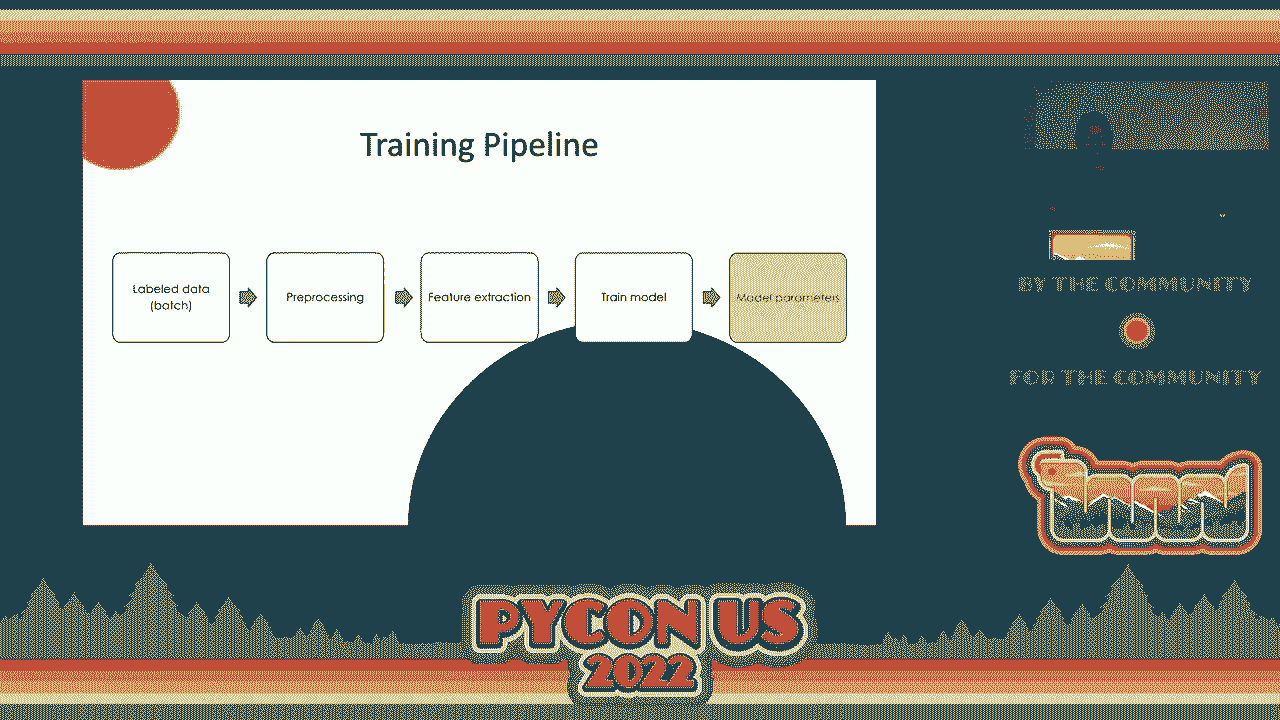 Training Pipeline
Labeled data
(batch)
Preprocessing
Feature extraction
Train model
Model parameters
BY THE COMMUNITY
FOR THE COMMUNITY
PYCON US
2022